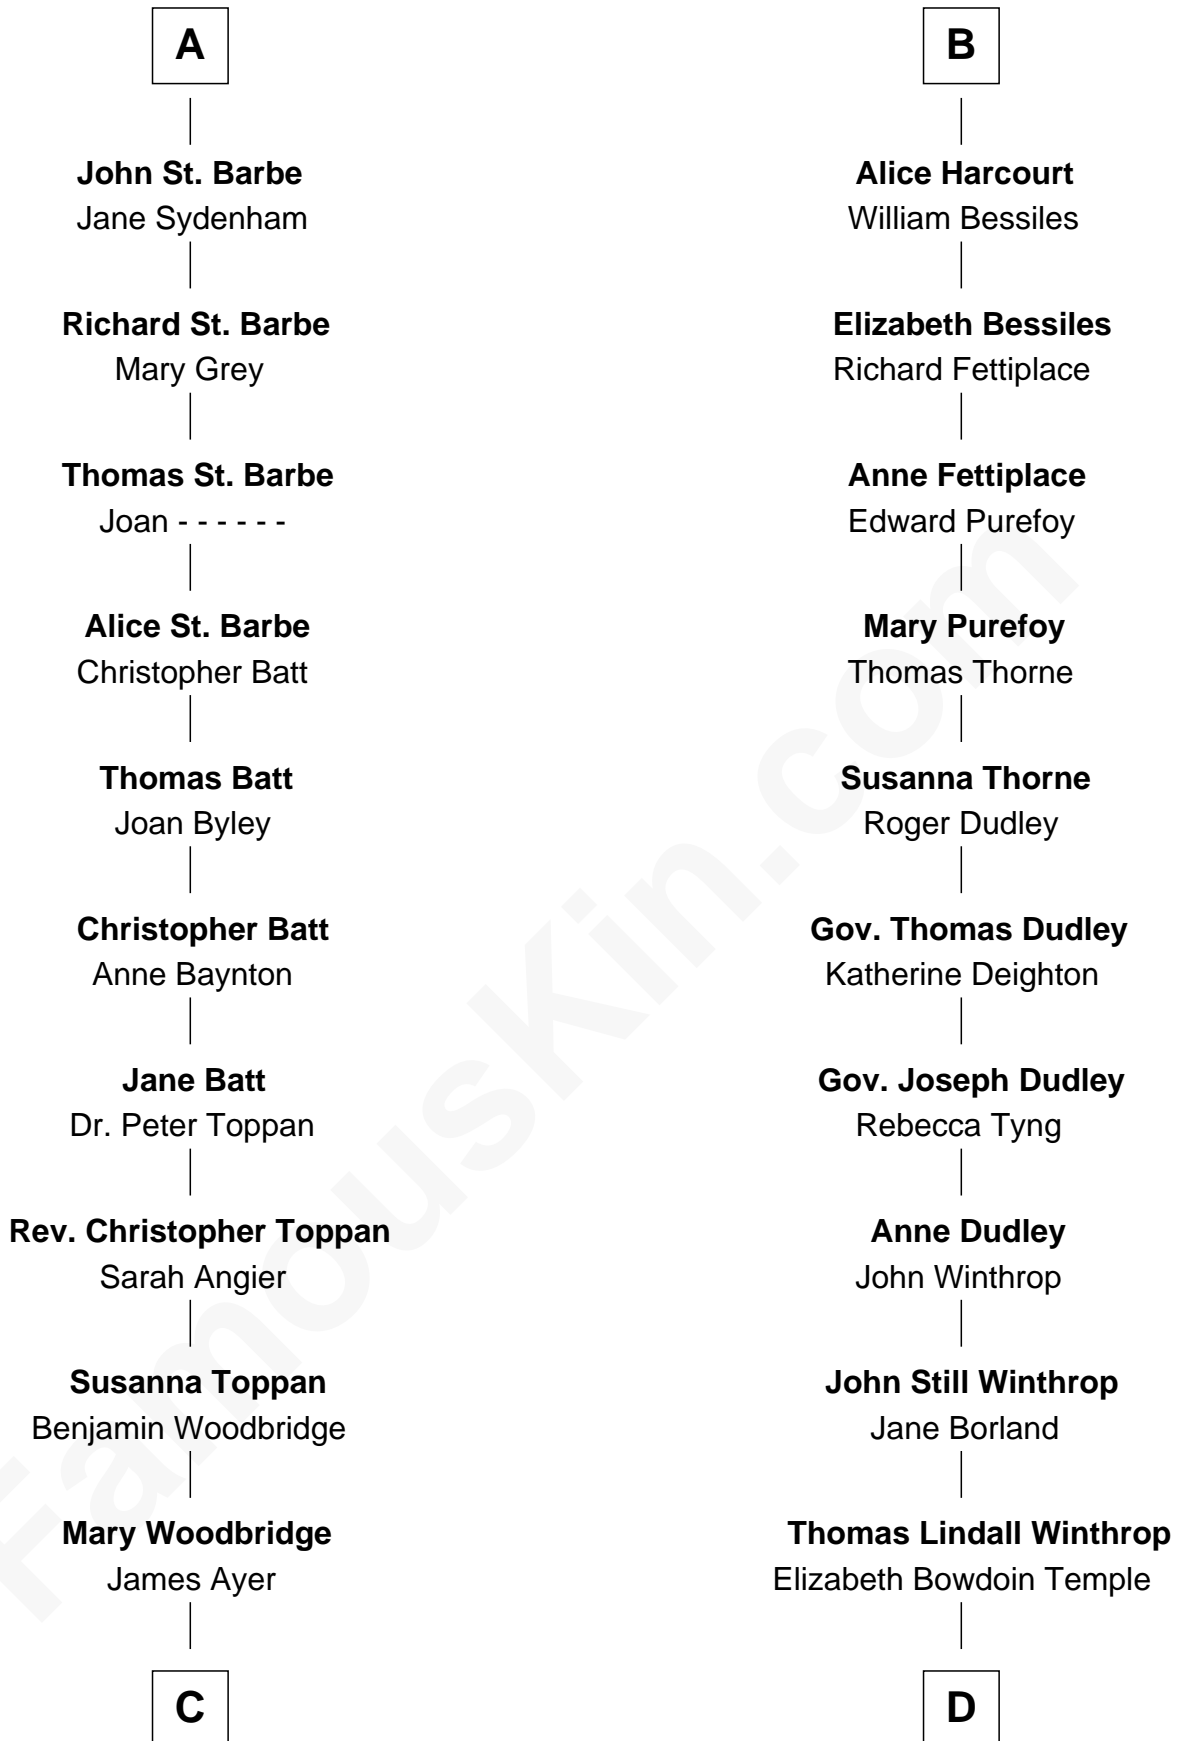 A
John St. Barbe
Jane Sydenham
Richard St. Barbe
Mary Grey
Thomas St. Barbe
Joan - - - - - -
Alice St. Barbe
Christopher Batt
Thomas Batt
Joan Byley
Christopher Batt
Anne Baynton
Jane Batt
Dr. Peter Toppan
Rev. Christopher Toppan
Sarah Angier
Susanna Toppan
Benjamin Woodbridge
Mary Woodbridge
James Ayer
C
B
Alice Harcourt
William Bessiles
Elizabeth Bessiles
Richard Fettiplace
Anne Fettiplace
Edward Purefoy
Mary Purefoy
Thomas Thorne
Susanna Thorne
Roger Dudley
Gov. Thomas Dudley
Katherine Deighton
Gov. Joseph Dudley
Rebecca Tyng
Anne Dudley
John Winthrop
John Still Winthrop
Jane Borland
Thomas Lindall Winthrop
Elizabeth Bowdoin Temple
D
FamousKin.com